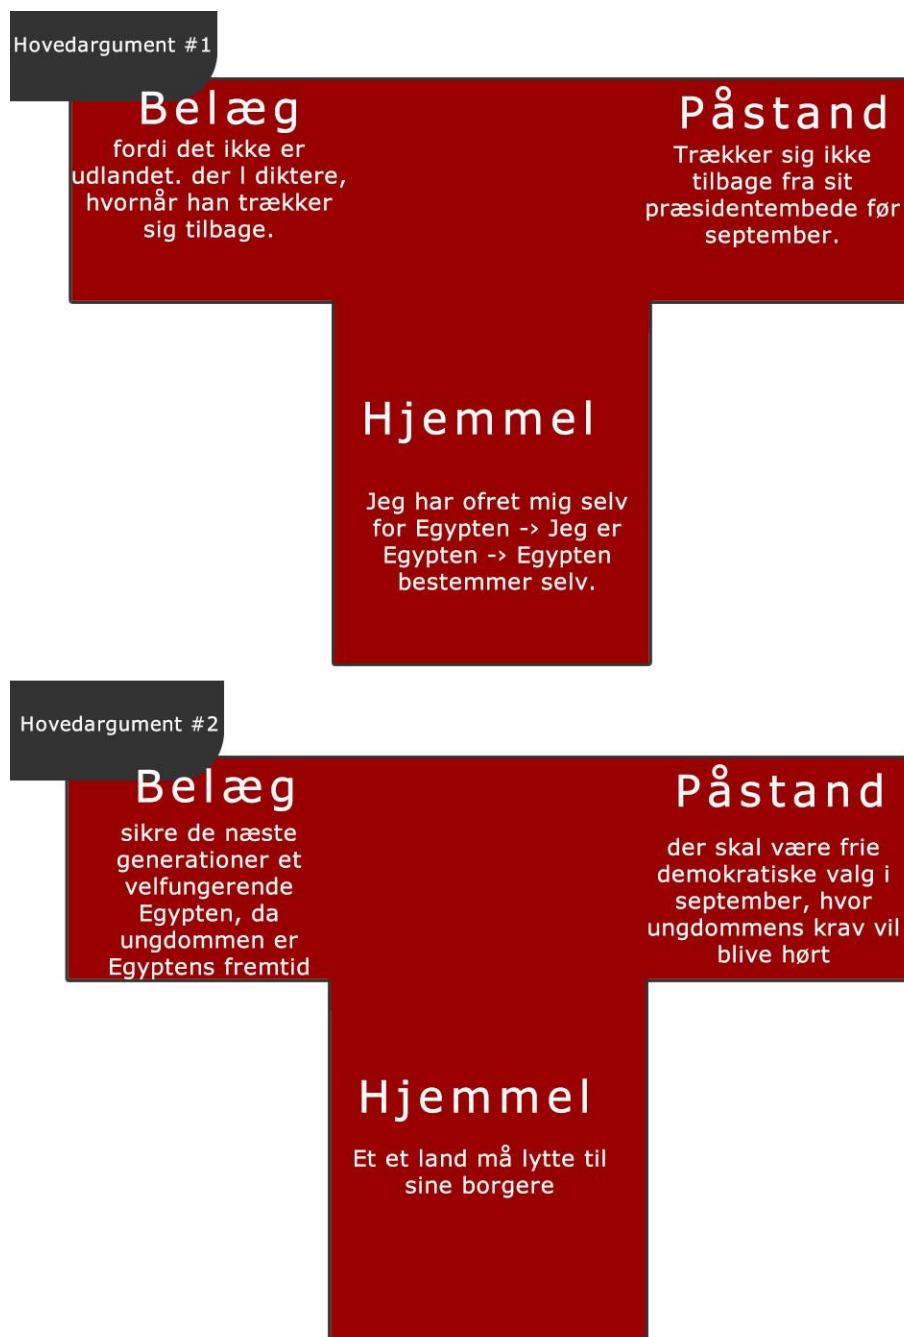 Hovedargument #1
Belæg
fordi det ikke er
udlandet. der I diktere,
hvornår han trækker
sig tilbage.
Påstand
Trækker sig ikke
tilbage fra sit
præsidentembede før
september.
Hjemmel
Jeg har ofret mig selv
for Egypten -> Jeg er
Egypten -> Egypten
bestemmer selv.
Hovedargument #2
Belæg
sikre de næste
generationer et
velfungerende
Egypten, da
ungdommen er
Egyptens fremtid
Påstand
der skal være frie
demokratiske valg i
september, hvor
ungdommens krav vil
blive hørt
Hjemmel
Et et land må lytte til
sine borgere